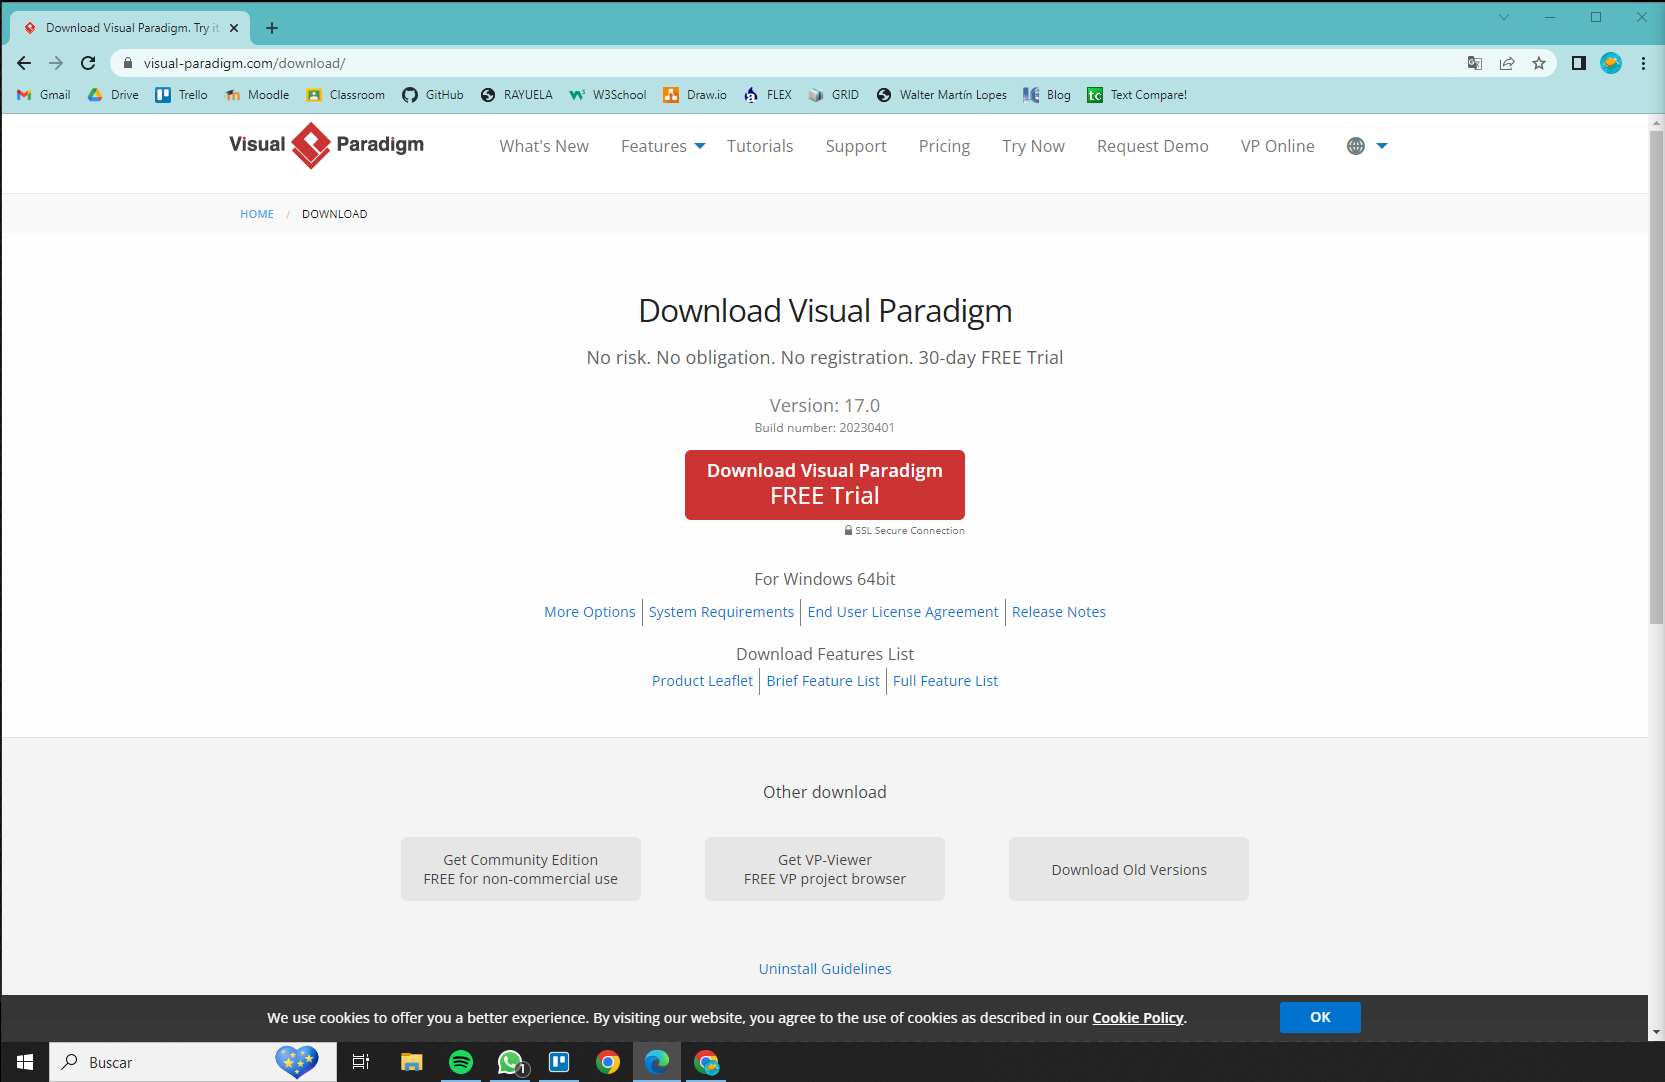 Download Visual Paradigm. Try it
visual-paradigm.com/download/
Gmail Drive Trello Moodle Classroom GitHub RAYUELA W3School Draw.io FLEX GRID Walter Martín Lopes Blog Text Compare!
Visual Paradigm What's New Features Tutorials Support Pricing Try Now Request Demo VP Online
HOME / DOWNLOAD
Download Visual Paradigm
No risk. No obligation. No registration. 30-day FREE Trial
Version: 17.0
Build number: 20230401
Download Visual Paradigm
FREE Trial
SSL Secure Connection
For Windows 64bit
More Options System Requirements End User License Agreement Release Notes
Download Features List
Product Leaflet Brief Feature List Full Feature List
Other download
Get Community Edition
FREE for non-commercial use
Get VP-Viewer
FREE VP project browser
Download Old Versions
Uninstall Guidelines
We use cookies to offer you a better experience. By visiting our website, you agree to the use of cookies as described in our Cookie Policy. OK
Buscar 1